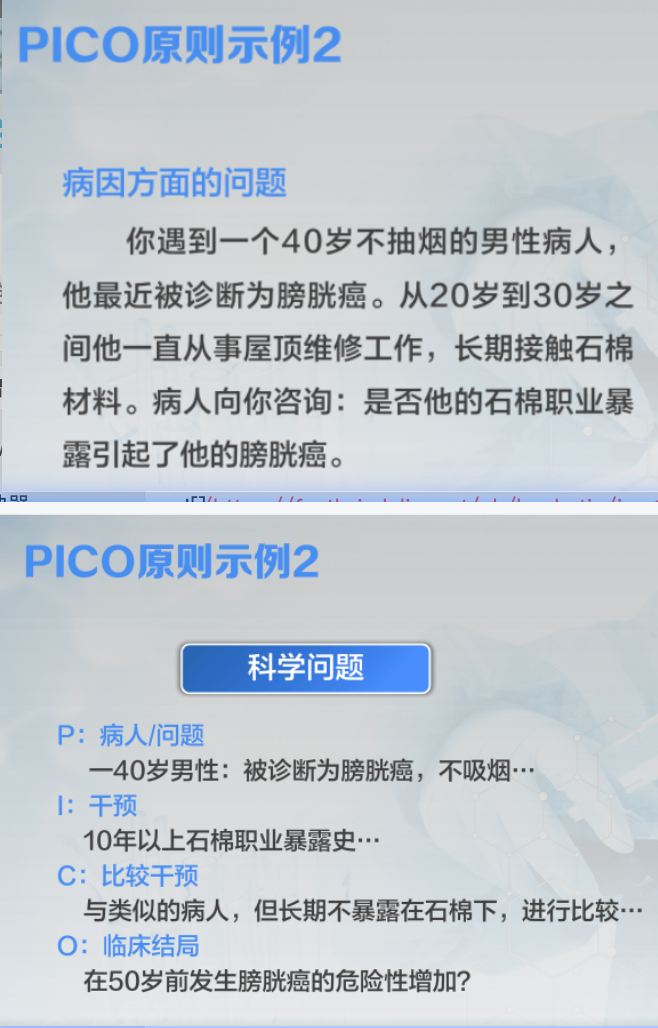 PICO原则示例2
病因方面的问题
你遇到一个40岁不抽烟的男性病人，
他最近被诊断为膀胱癌。从20岁到30岁之
间他一直从事屋顶维修工作，长期接触石棉
材料。病人向你咨询：是否他的石棉职业暴
露引起了他的膀胱癌。
PICO原则示例2
科学问题
P：病人/问题
一40岁男性：被诊断为膀胱癌，不吸烟…
I：干预
10年以上石棉职业暴露史…
C：比较干预
与类似的病人，但长期不暴露在石棉下，进行比较…
O：临床结局
在50岁前发生膀胱癌的危险性增加?